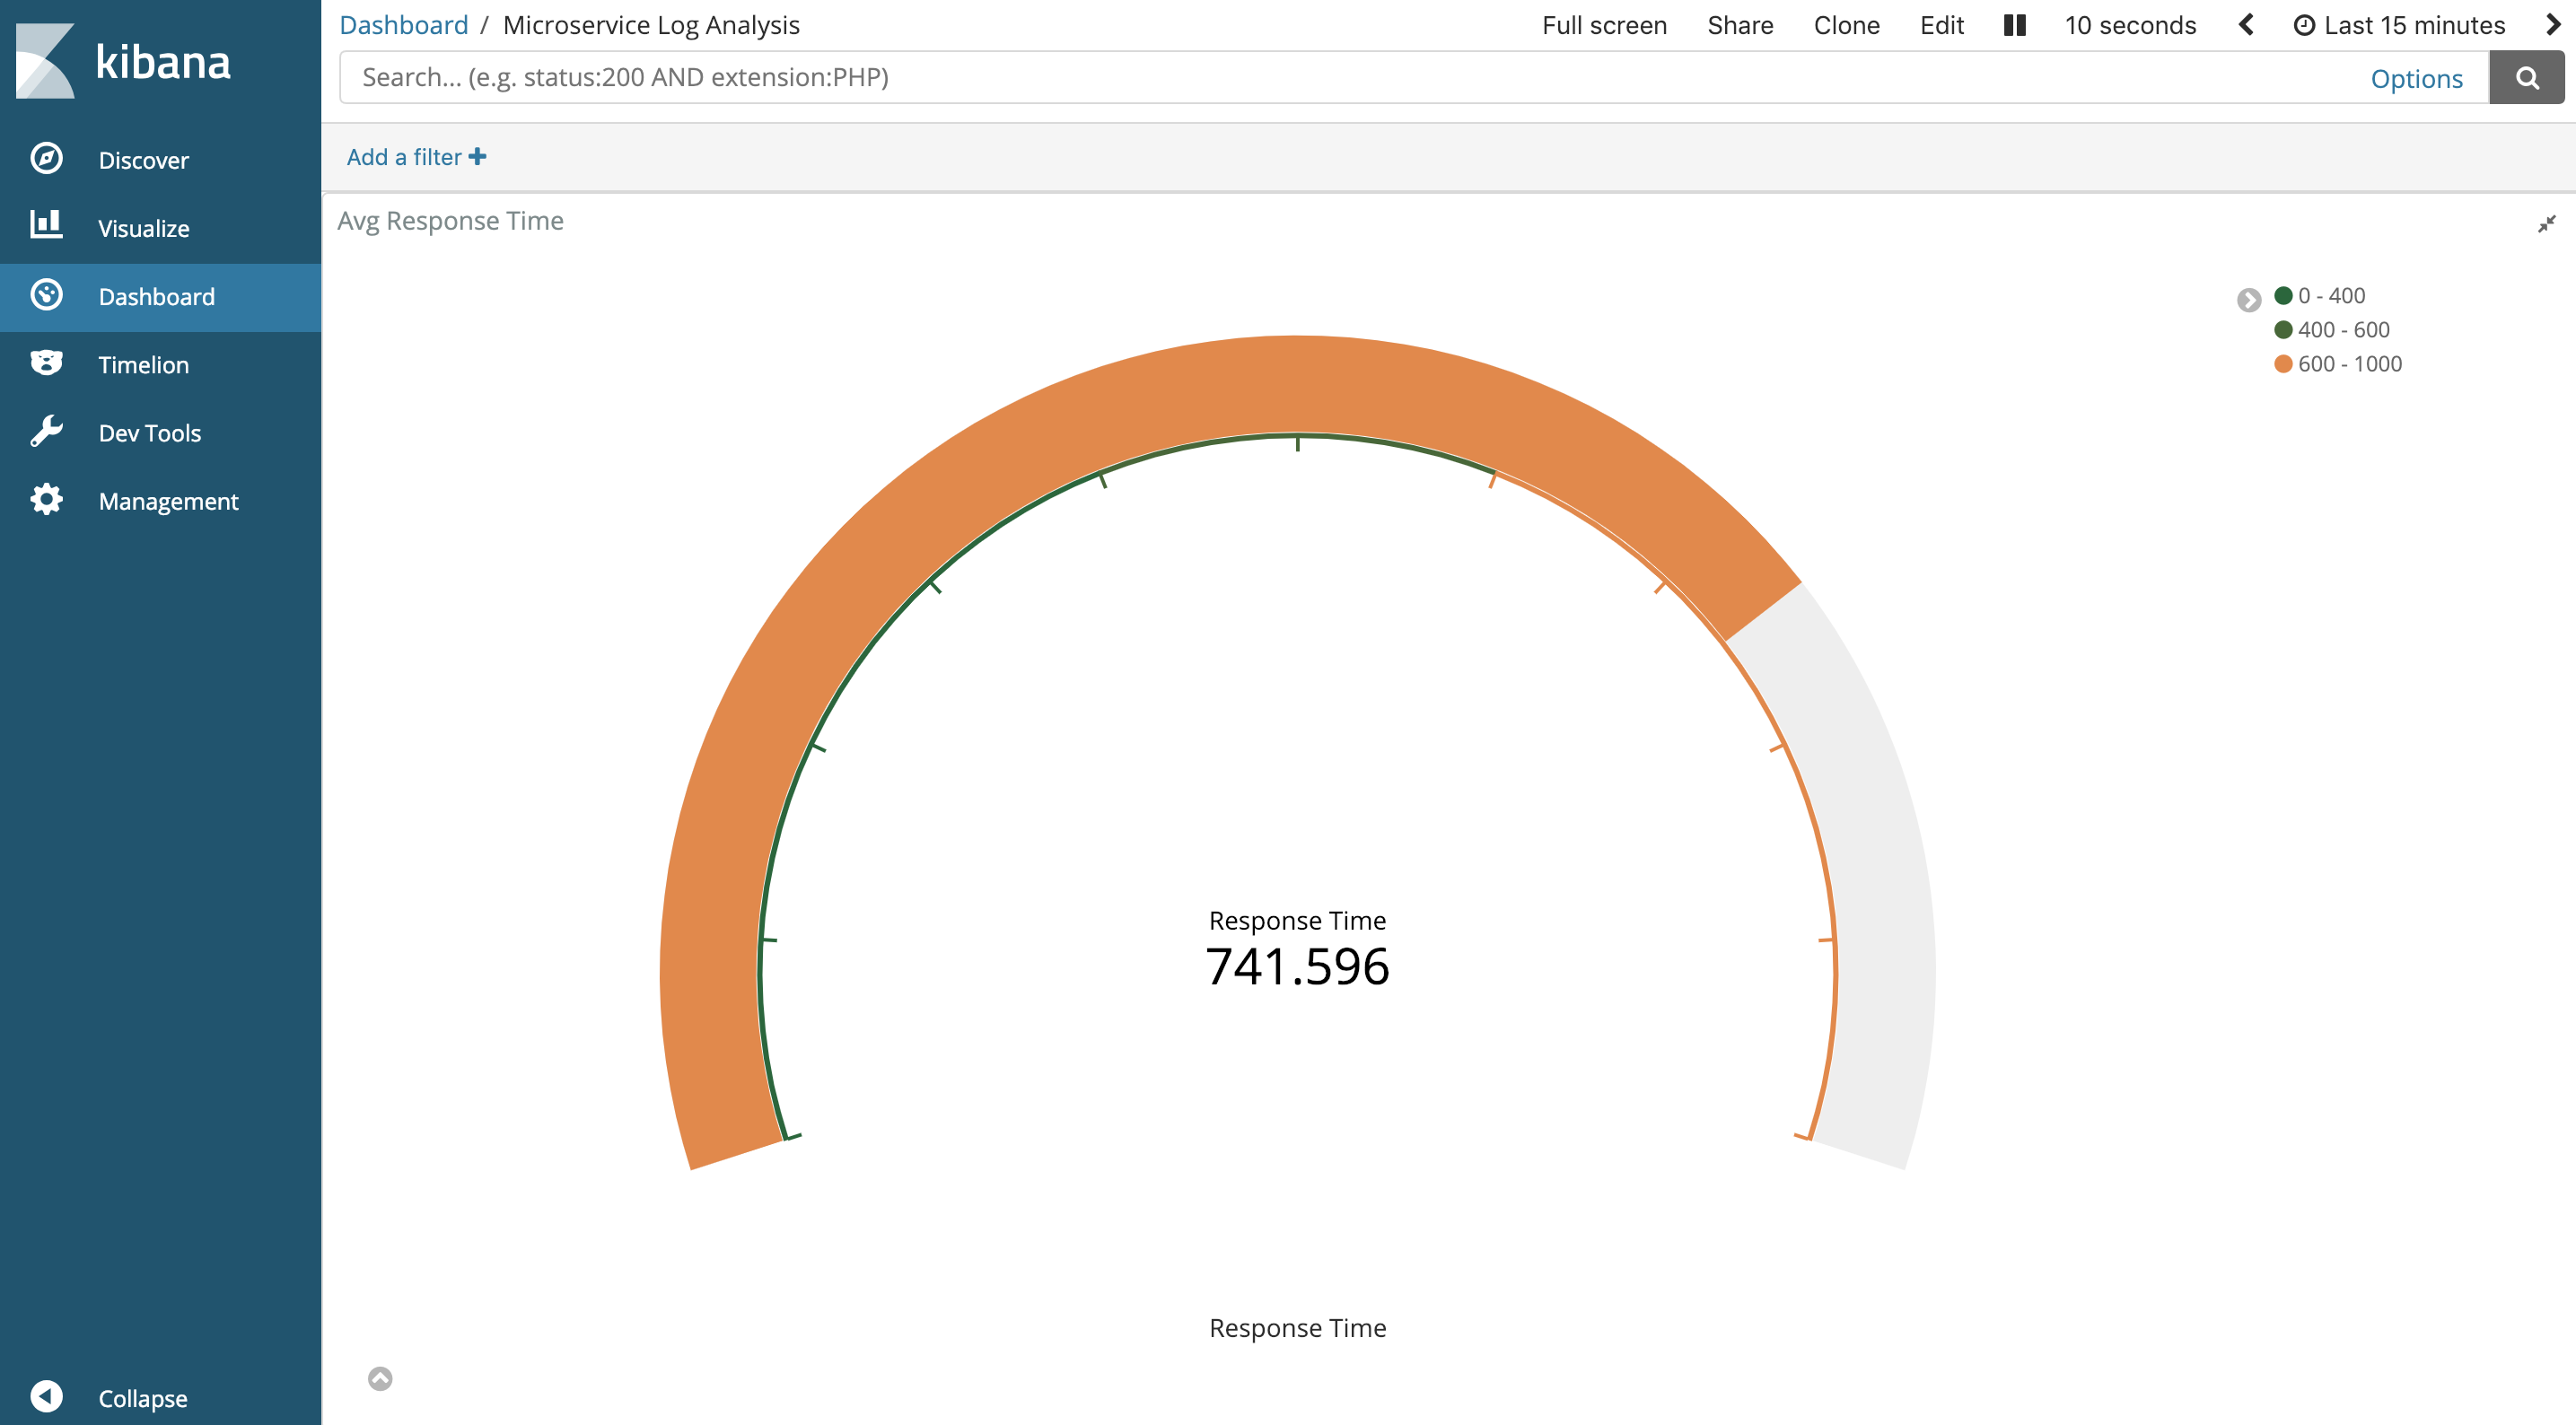 kibana
Discover
Visualize
Dashboard
Timelion
Dev Tools
Management
Collapse
Dashboard / Microservice Log Analysis
Full screen Share Clone Edit 10 seconds Last 15 minutes
Search... (e.g. status:200 AND extension:PHP) Options
Add a filter
Avg Response Time
0 - 400
400 - 600
600 - 1000
Response Time
741.596
Response Time